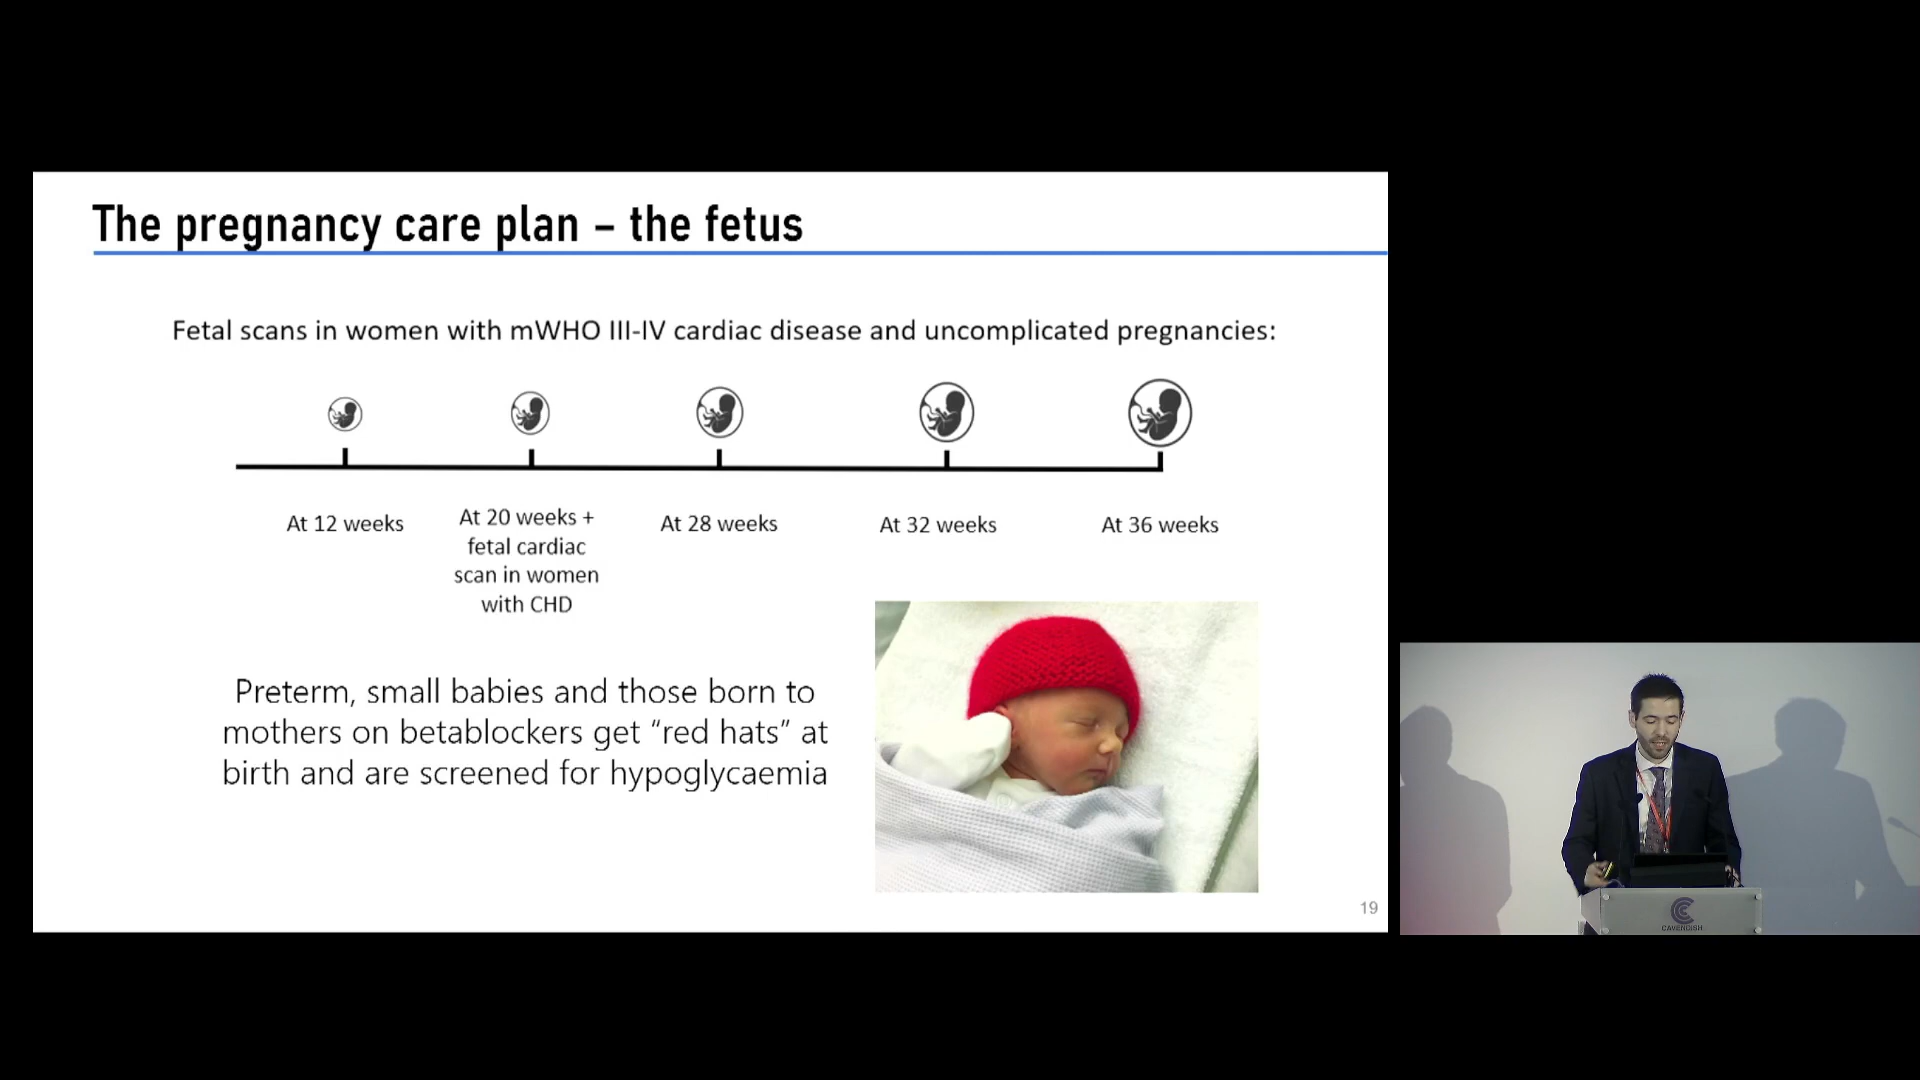 The pregnancy care plan – the fetus
Fetal scans in women with mWHO III-IV cardiac disease and uncomplicated pregnancies:
At 12 weeks
At 20 weeks +
fetal cardiac
scan in women
with CHD
At 28 weeks
At 32 weeks
At 36 weeks
Preterm, small babies and those born to
mothers on betablockers get “red hats” at
birth and are screened for hypoglycaemia
19
CAVENDISH